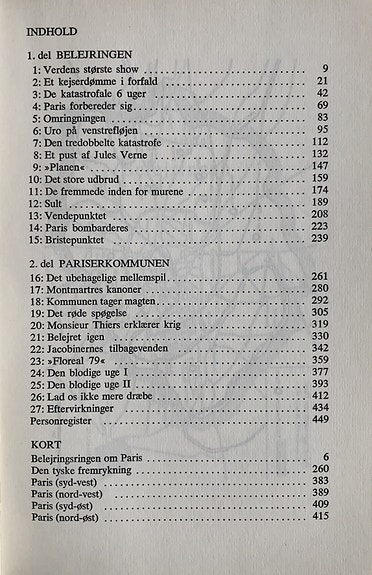 INDHOLD
1. del BELEJRINGEN
1: Verdens største show 9
2: Et kejserdømme i forfald 21
3: De katastrofale 6 uger 42
4: Paris forbereder sig 69
5: Omringningen 83
6: Uro på venstrefløjen 95
7: Den tredobbelte katastrofe 112
8: Et pust af Jules Verne 132
9: »Planen« 147
10: Det store udbrud 159
11: De fremmede inden for murene 174
12: Sult 189
13: Vendepunktet 208
14: Paris bombarderes 223
15: Bristepunktet 239
2. del PARISERKOMMUNEN
16: Det ubehagelige mellemspil 261
17: Montmartres kanoner 280
18: Kommunen tager magten 292
19: Det røde spøgelse 305
20: Monsieur Thiers erklærer krig 319
21: Belejret igen 330
22: Jacobinernes tilbagevenden 342
23: »Floreal 79« 359
24: Den blodige uge I 377
25: Den blodige uge II 393
26: Lad os ikke mere dræbe 412
27: Eftervirkninger 434
Personregister 449
KORT
Belejringsringen om Paris 6
Den tyske fremrykning 260
Paris (syd-vest) 383
Paris (nord-vest) 389
Paris (syd-øst) 409
Paris (nord-øst) 415